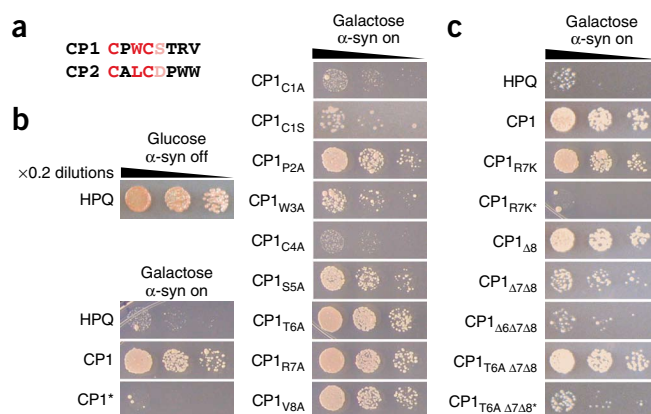 a
CP1 CPWCSTRV
CP2 CALCDPWW
b
Glucose
α-syn off
×0.2 dilutions
HPQ
Galactose
α-syn on
HPQ
CP1
CP1*
Galactose
α-syn on
CP1C1A
CP1C1S
CP1P2A
CP1W3A
CP1C4A
CP1S5A
CP1T6A
CP1R7A
CP1V8A
c
Galactose
α-syn on
HPQ
CP1
CP1R7K
CP1R7K*
CP1Δ8
CP1Δ7Δ8
CP1Δ6Δ7Δ8
CP1T6A Δ7Δ8
CP1T6A Δ7Δ8*